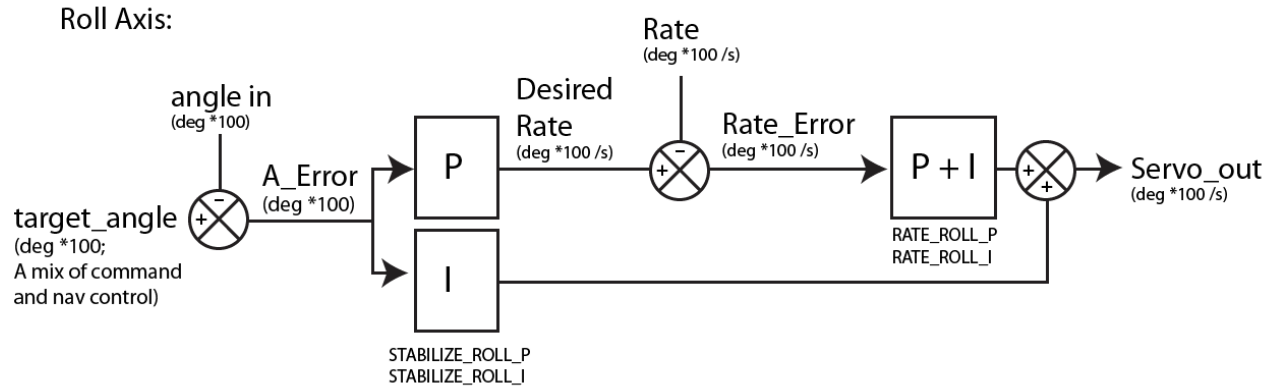 Roll Axis:
Rate
(deg *100 /s)
angle in
(deg *100)
Desired
Rate
(deg *100 /s)
−
Rate_Error
(deg *100 /s)
A_Error
(deg *100)
P
+
P + I
+
+
Servo_out
(deg *100 /s)
−
+
target_angle
(deg *100;
A mix of command
and nav control)
I
RATE_ROLL_P
RATE_ROLL_I
STABILIZE_ROLL_P
STABILIZE_ROLL_I